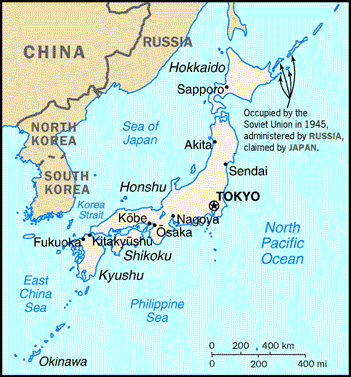 CHINA
RUSSIA
Hokkaido
Sapporo
Occupied by the
Soviet Union in 1945,
administered by RUSSIA,
claimed by JAPAN.
NORTH
KOREA
Sea of
Japan
Akita
SOUTH
KOREA
Sendai
Honshu
Korea
Strait
TOKYO
Kōbe
Nagoya
Ōsaka
Fukuoka
Kitakyūshū
Shikoku
North
Pacific
Ocean
Kyushu
East
China
Sea
Philippine
Sea
Okinawa
0 200 400 km
0 200 400 mi